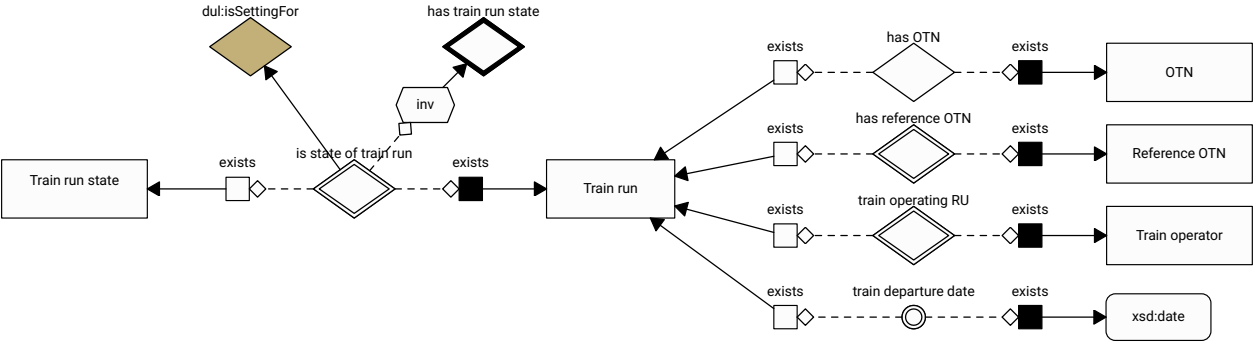 dul:isSettingFor
has train run state
inv
Train run state
exists
is state of train run
exists
Train run
exists
has OTN
exists
OTN
exists
has reference OTN
exists
Reference OTN
exists
train operating RU
exists
Train operator
exists
train departure date
exists
xsd:date